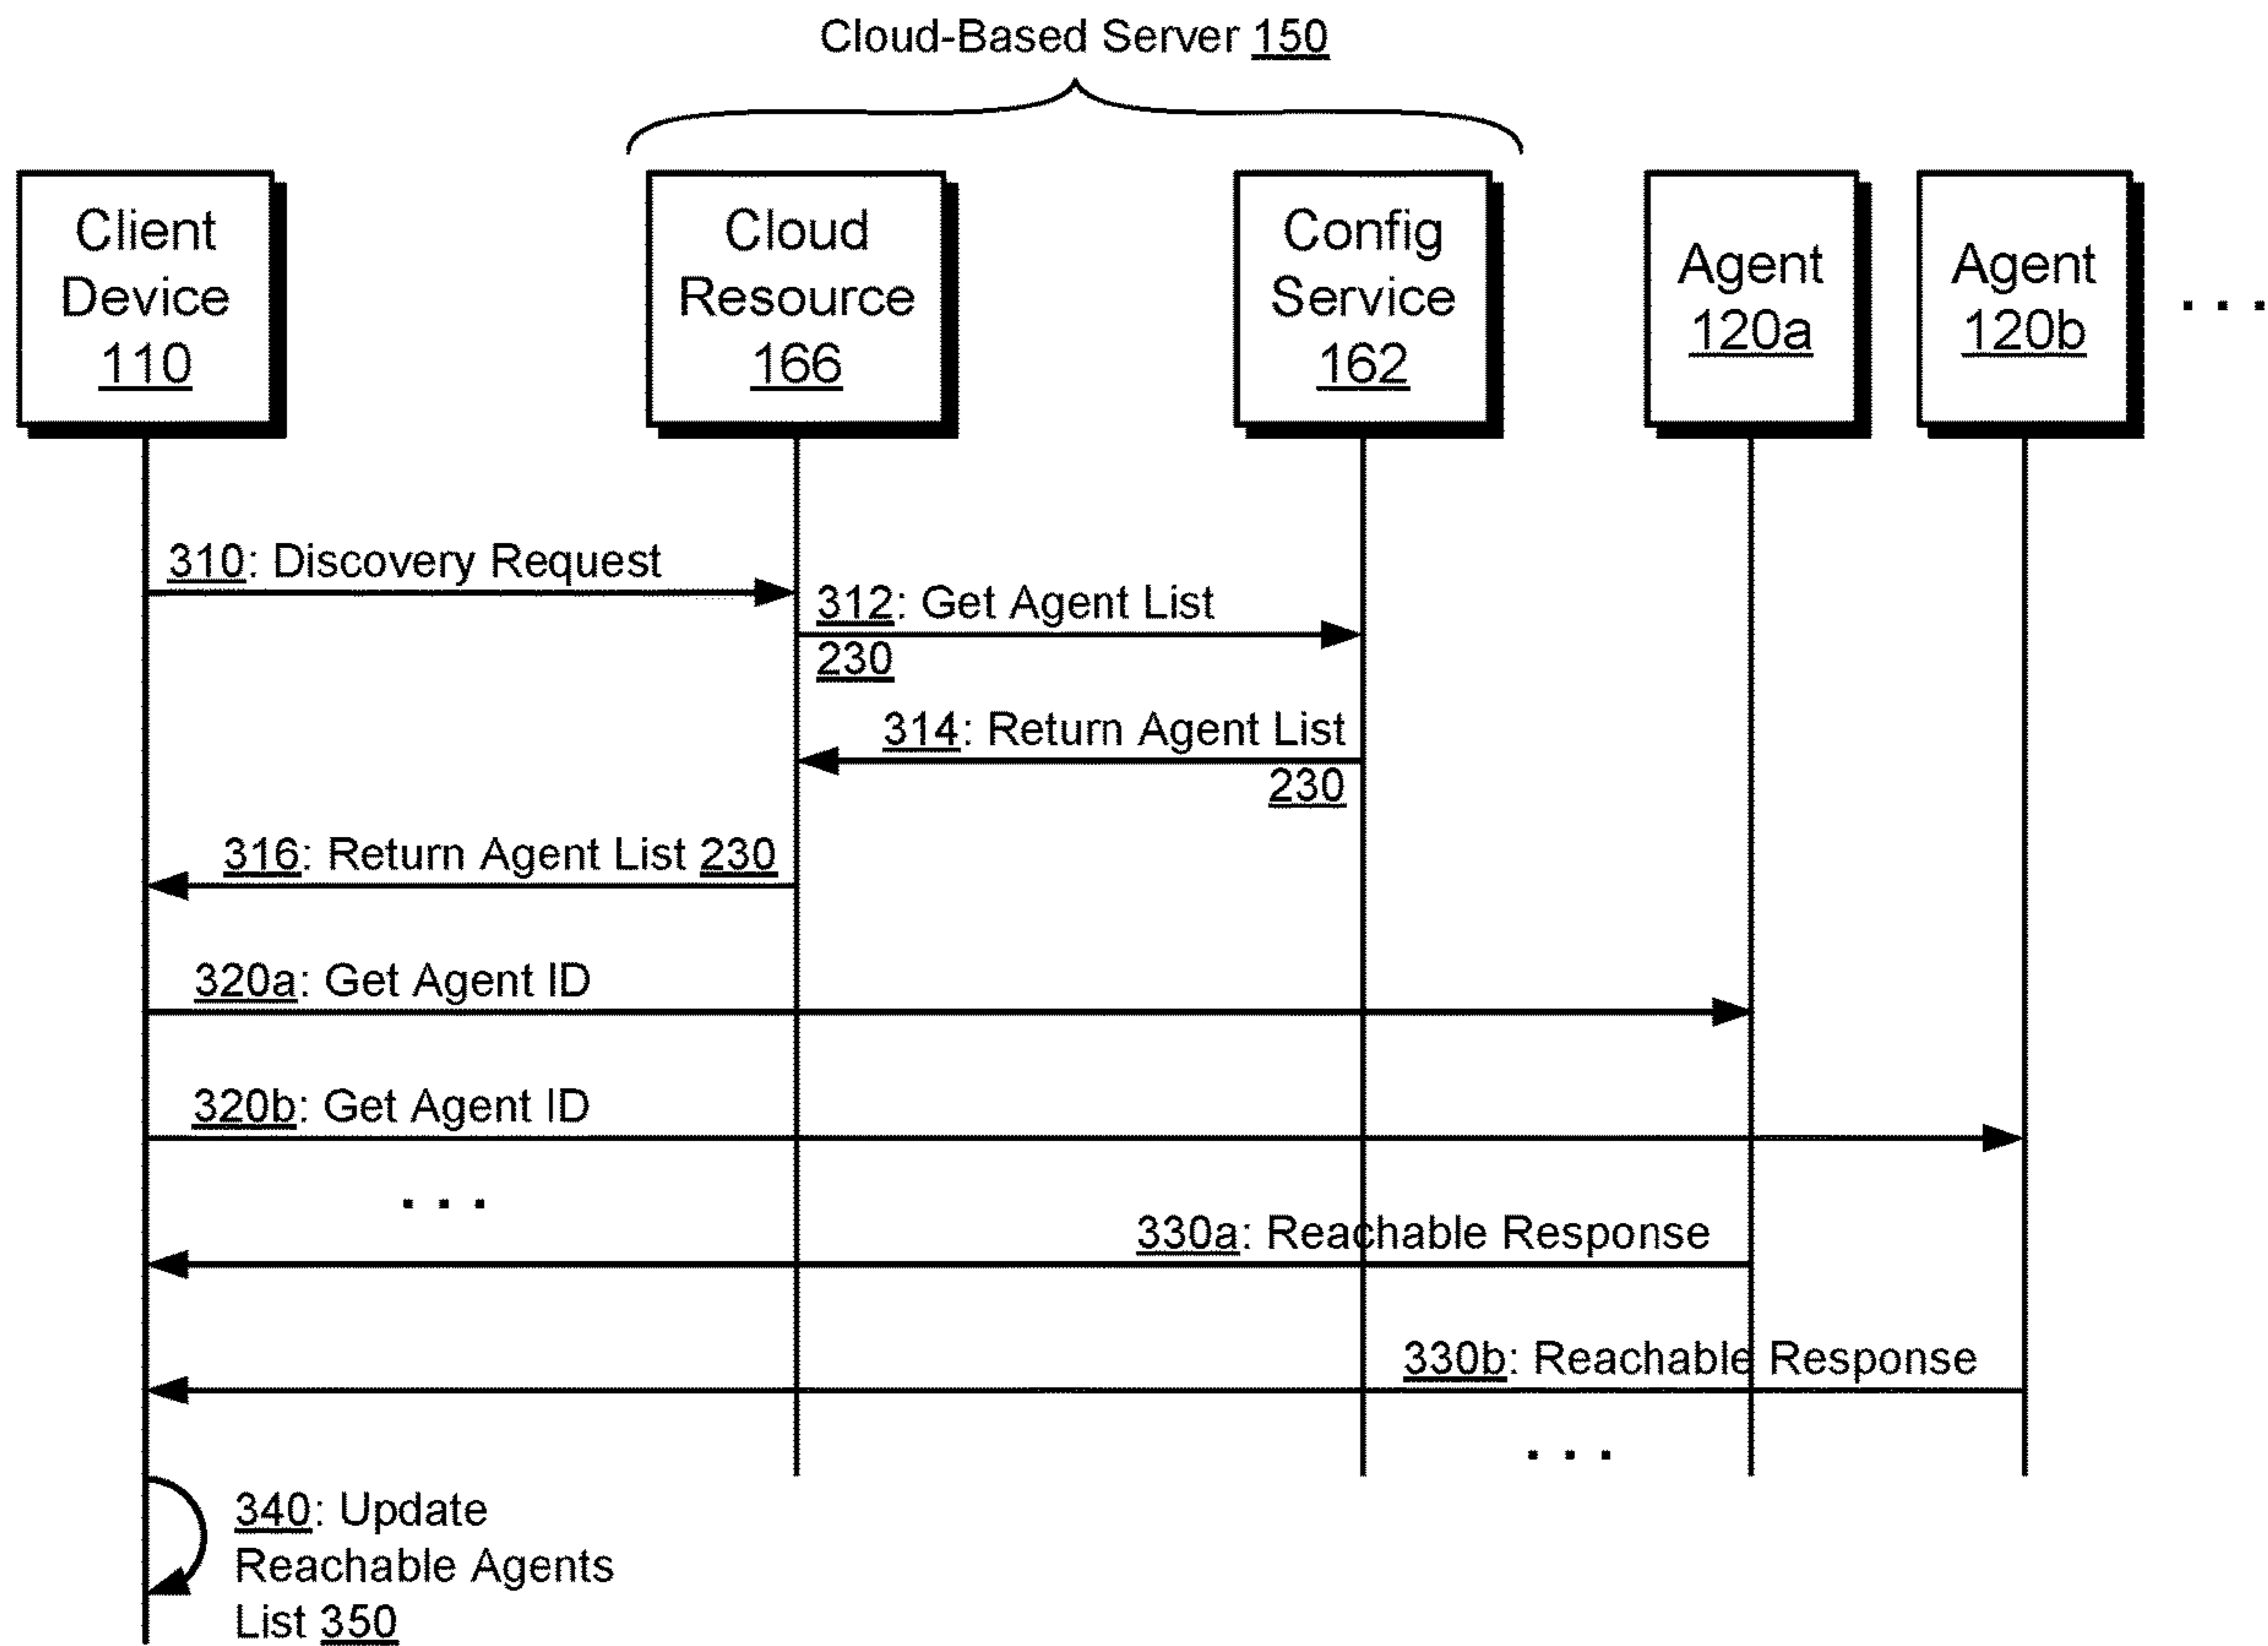 Cloud-Based Server 150
Client
Device
110
Cloud
Resource
166
Config
Service
162
Agent
120a
Agent
120b
. . .
310: Discovery Request
312: Get Agent List
230
314: Return Agent List
230
316: Return Agent List 230
320a: Get Agent ID
320b: Get Agent ID
. . .
330a: Reachable Response
330b: Reachable Response
. . .
340: Update
Reachable Agents
List 350